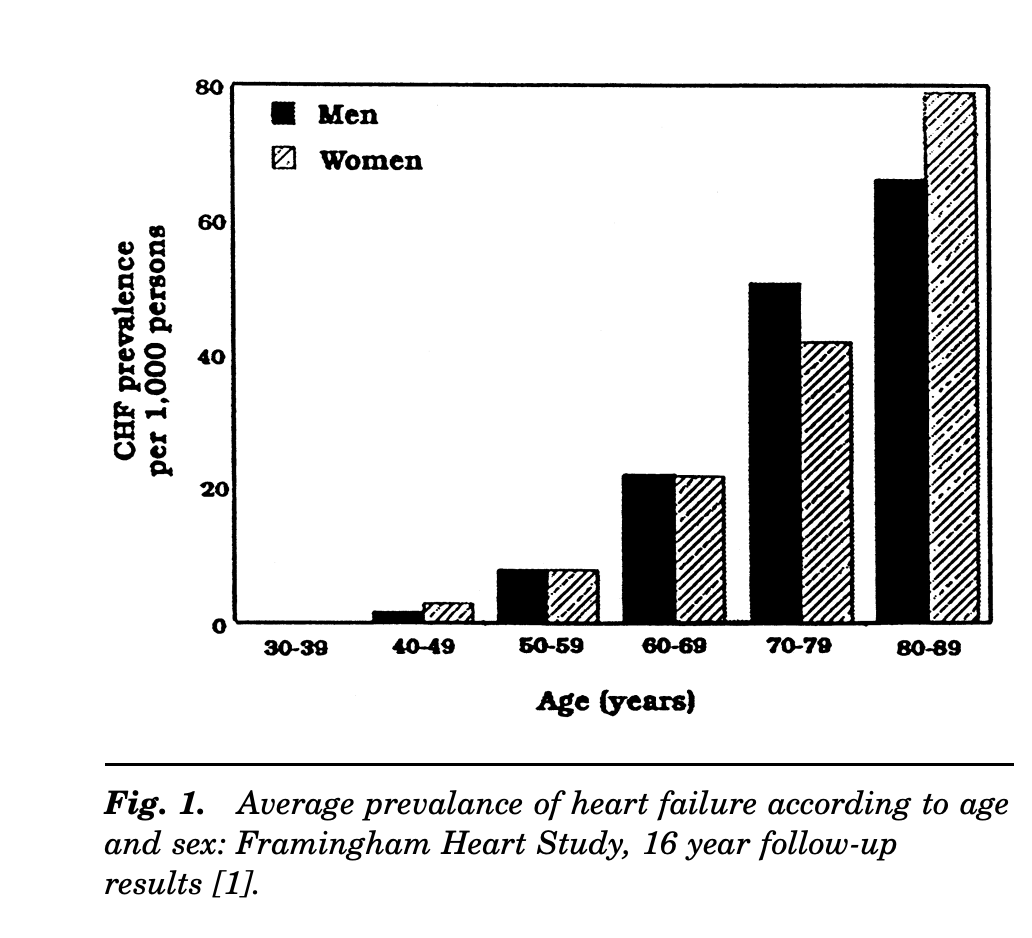 80
Men
Women
60
CHF prevalence
per 1,000 persons
40
20
0
30-39 40-49 50-59 60-69 70-79 80-89
Age (years)
Fig. 1. Average prevalance of heart failure according to age
and sex: Framingham Heart Study, 16 year follow-up
results [1].